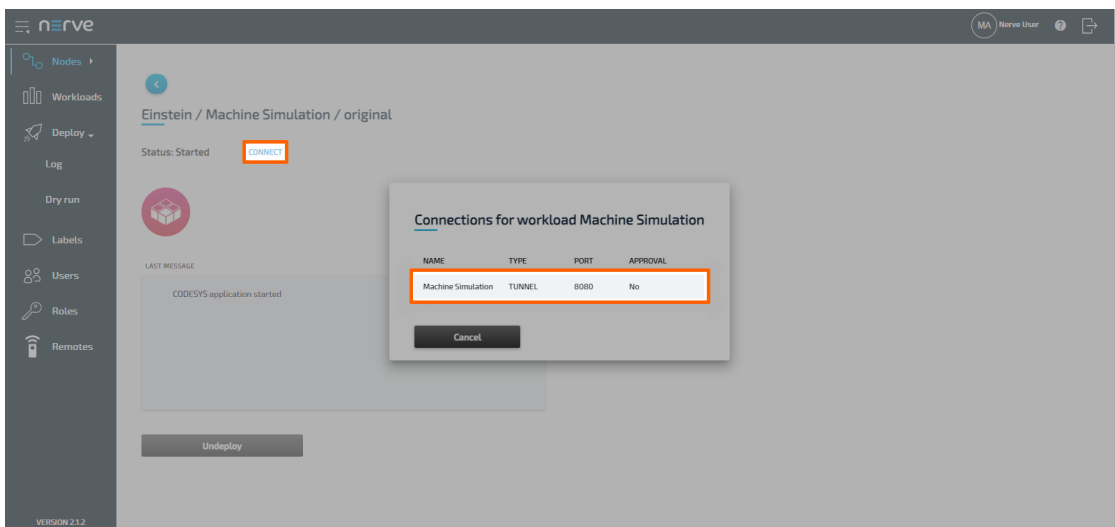 nerve
MA Nerve User ?
Nodes
Workloads
Deploy
Log
Dry run
Labels
Users
Roles
Remotes
VERSION 2.1.2
Einstein / Machine Simulation / original
Status: Started CONNECT
LAST MESSAGE
CODESYS application started
Undeploy
Connections for workload Machine Simulation
NAME TYPE PORT APPROVAL
Machine Simulation TUNNEL 8080 No
Cancel